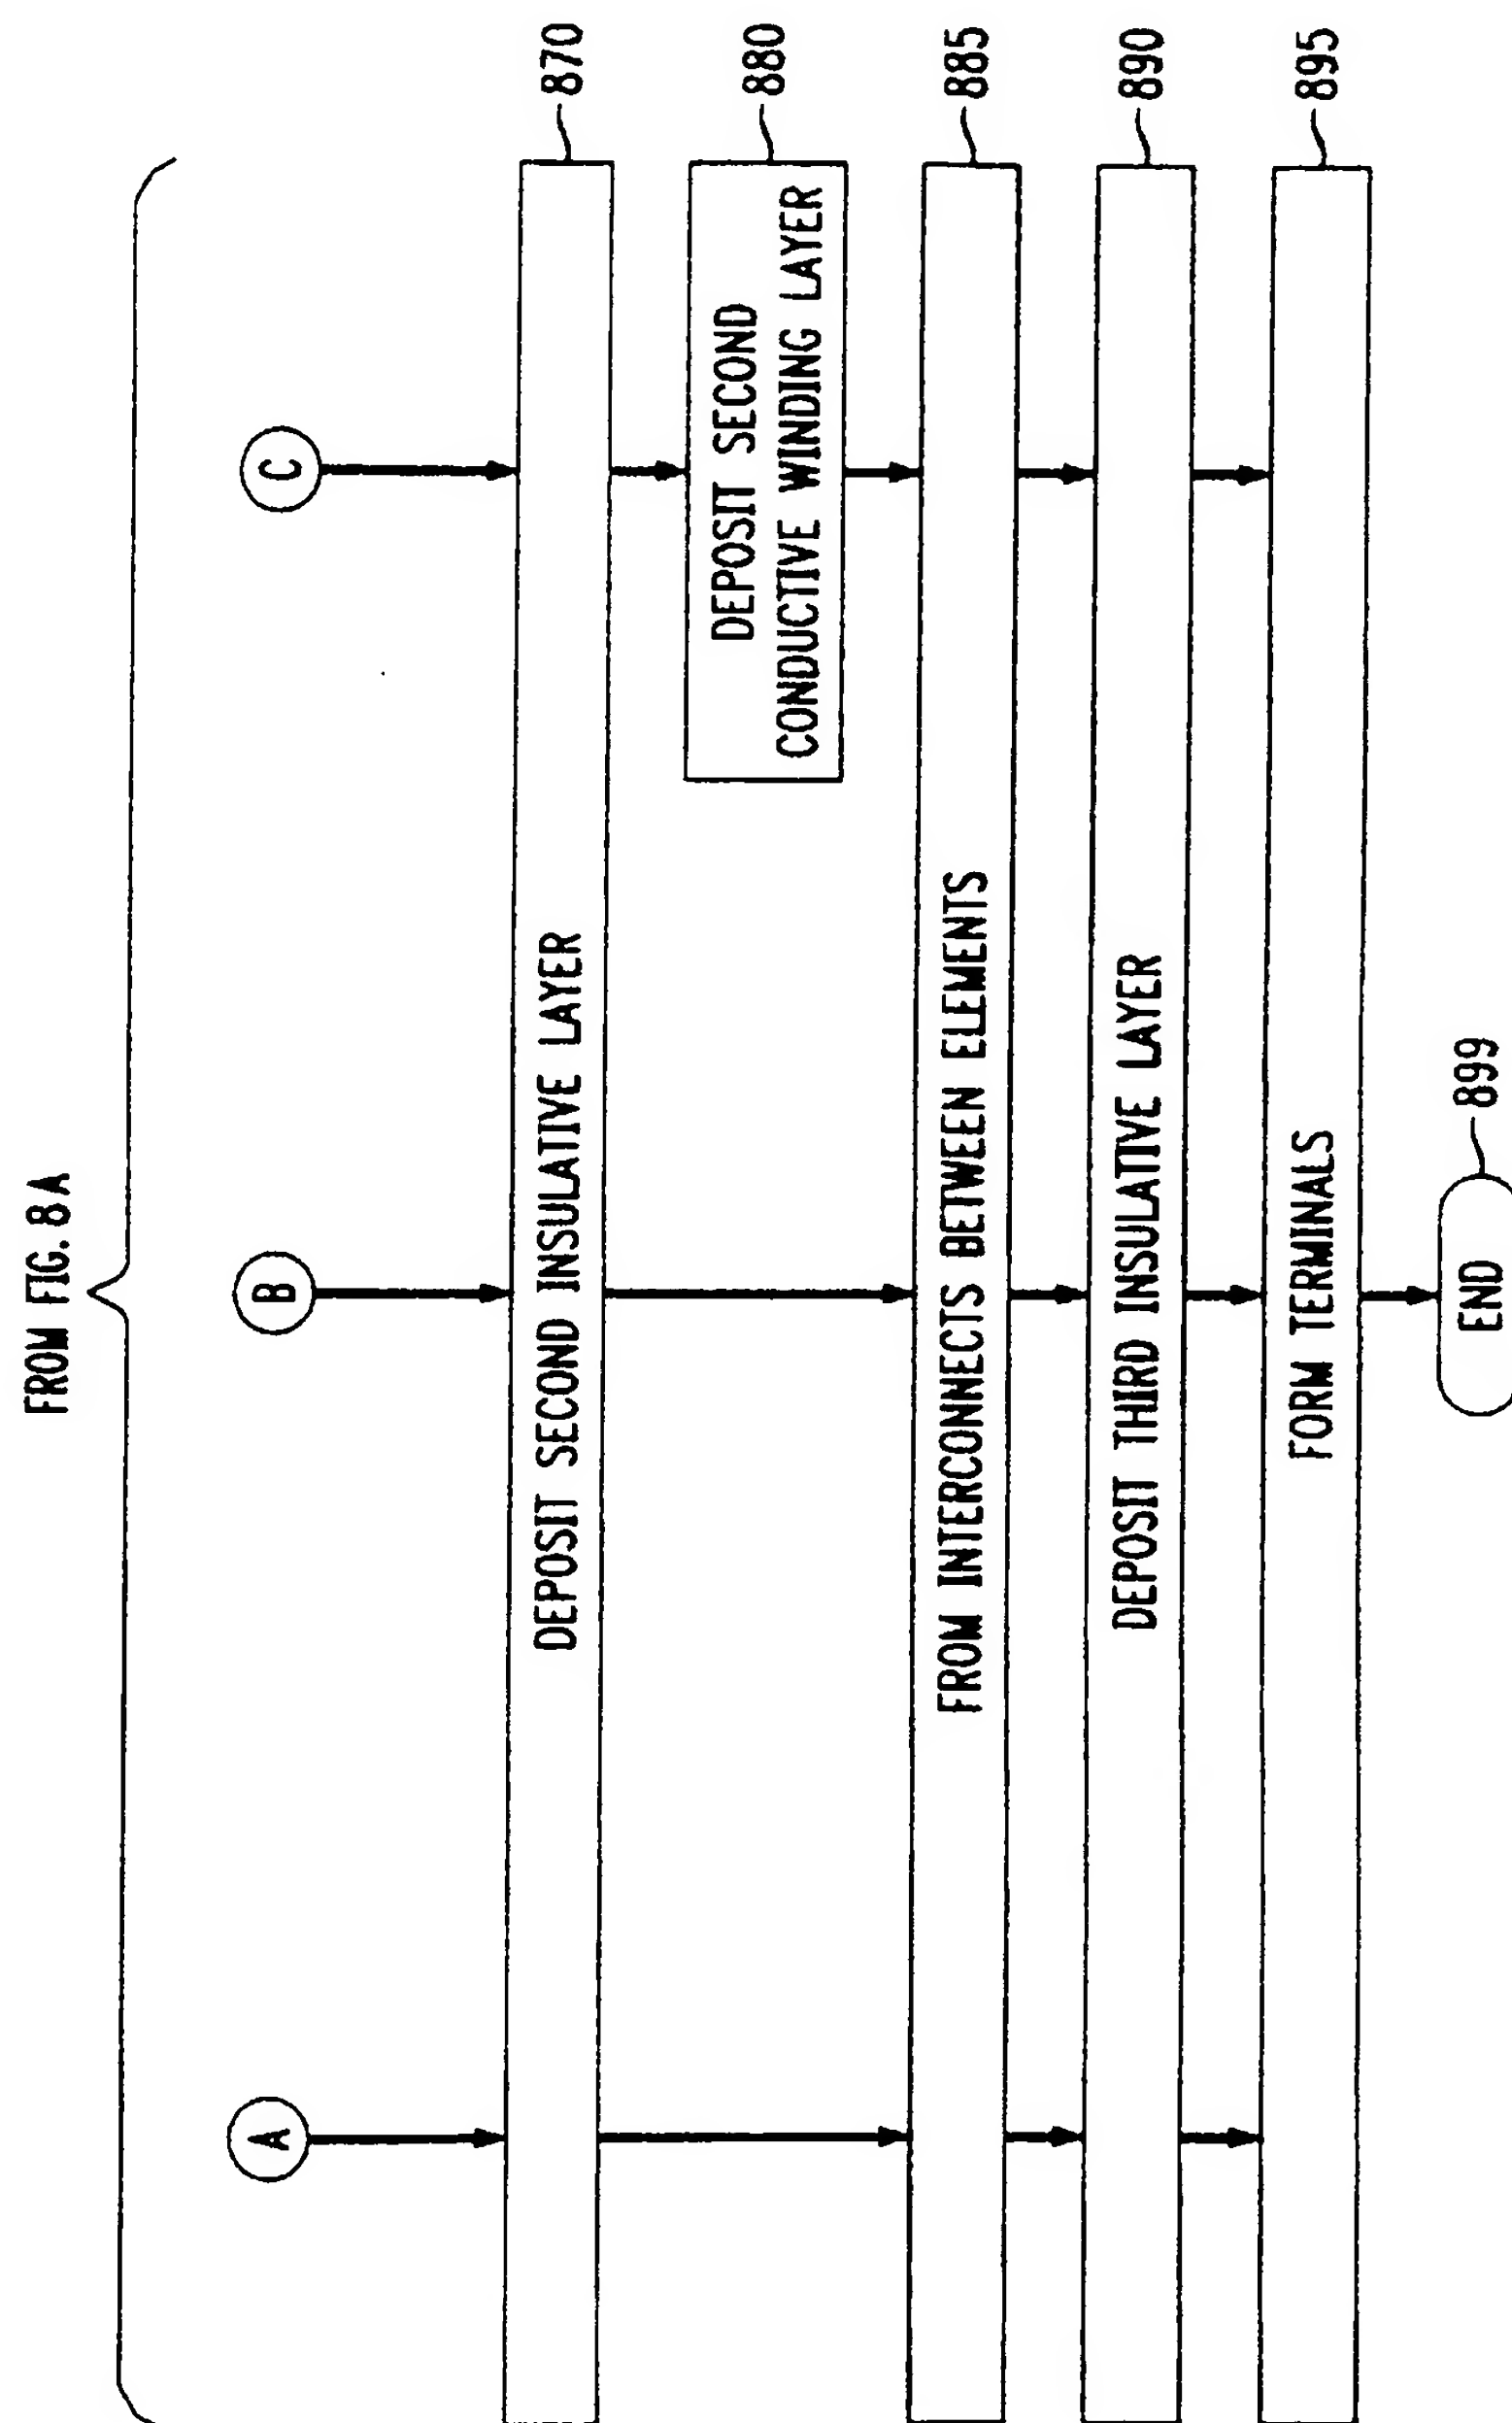 FROM FIG. 8A
A
B
C
DEPOSIT SECOND INSULATIVE LAYER
870
DEPOSIT SECOND
CONDUCTIVE WINDING LAYER
880
FROM INTERCONNECTS BETWEEN ELEMENTS
885
DEPOSIT THIRD INSULATIVE LAYER
890
FORM TERMINALS
895
END
899